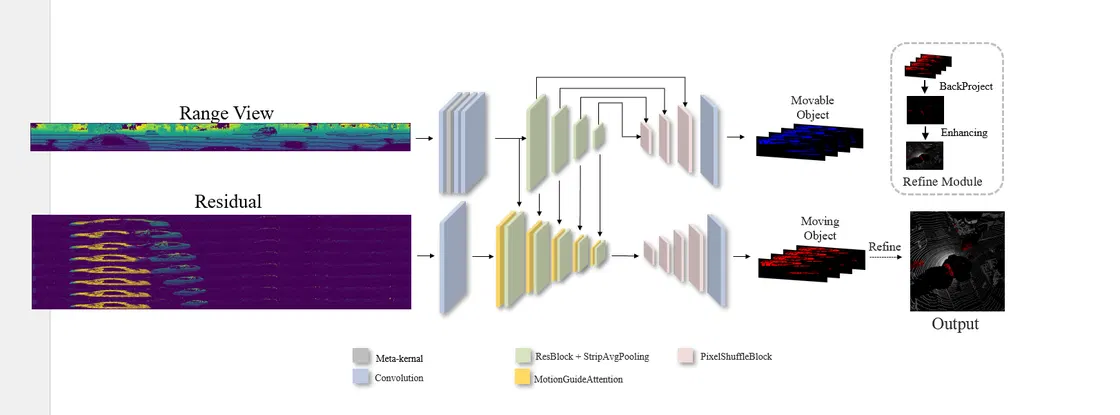 Range View
Residual
Movable
Object
Moving
Object
Refine
BackProject
Enhancing
Refine Module
Output
Meta-kernel
ResBlock + StripAvgPooling
PixelShuffleBlock
Convolution
MotionGuideAttention